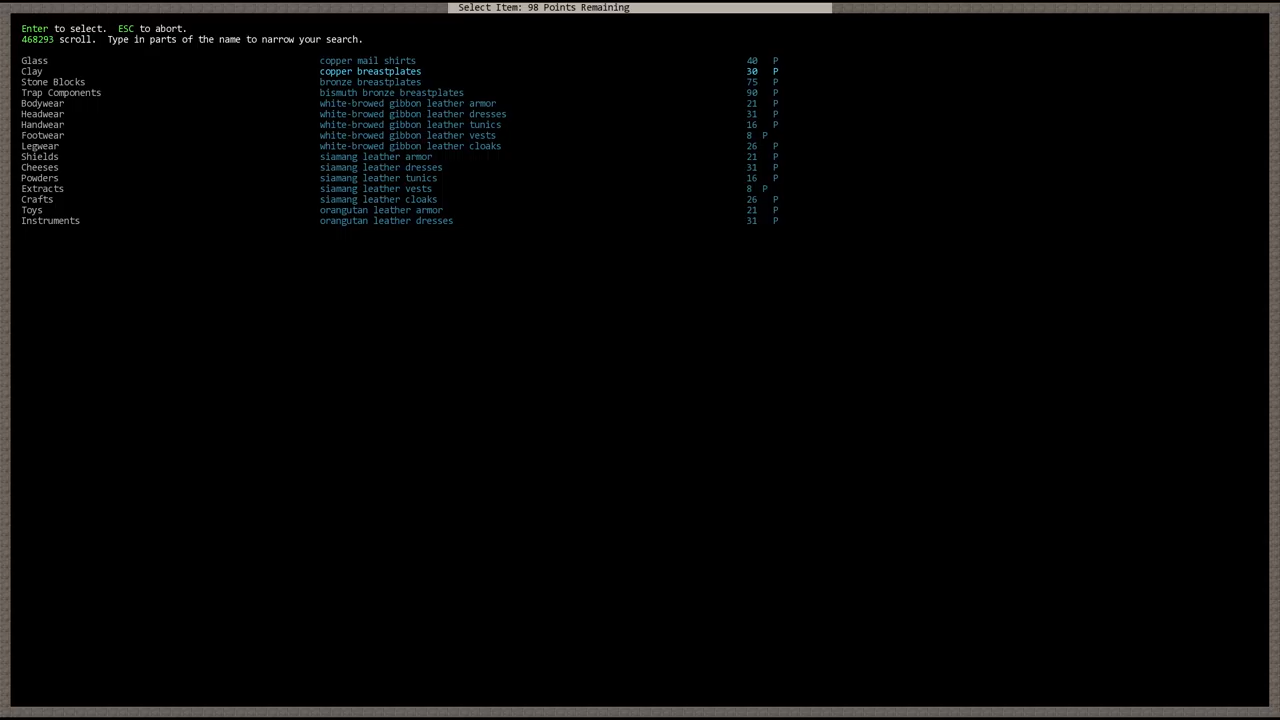 Select Item: 98 Points Remaining
Enter to select.  ESC to abort.
468293 scroll.  Type in parts of the name to narrow your search.
Glass copper mail shirts 40 P
Clay copper breastplates 30 P
Stone Blocks bronze breastplates 75 P
Trap Components bismuth bronze breastplates 90 P
Bodywear white-browed gibbon leather armor 21 P
Headwear white-browed gibbon leather dresses 31 P
Handwear white-browed gibbon leather tunics 16 P
Footwear white-browed gibbon leather vests 8 P
Legwear white-browed gibbon leather cloaks 26 P
Shields siamang leather armor 21 P
Cheeses siamang leather dresses 31 P
Powders siamang leather tunics 16 P
Extracts siamang leather vests 8 P
Crafts siamang leather cloaks 26 P
Toys orangutan leather armor 21 P
Instruments orangutan leather dresses 31 P